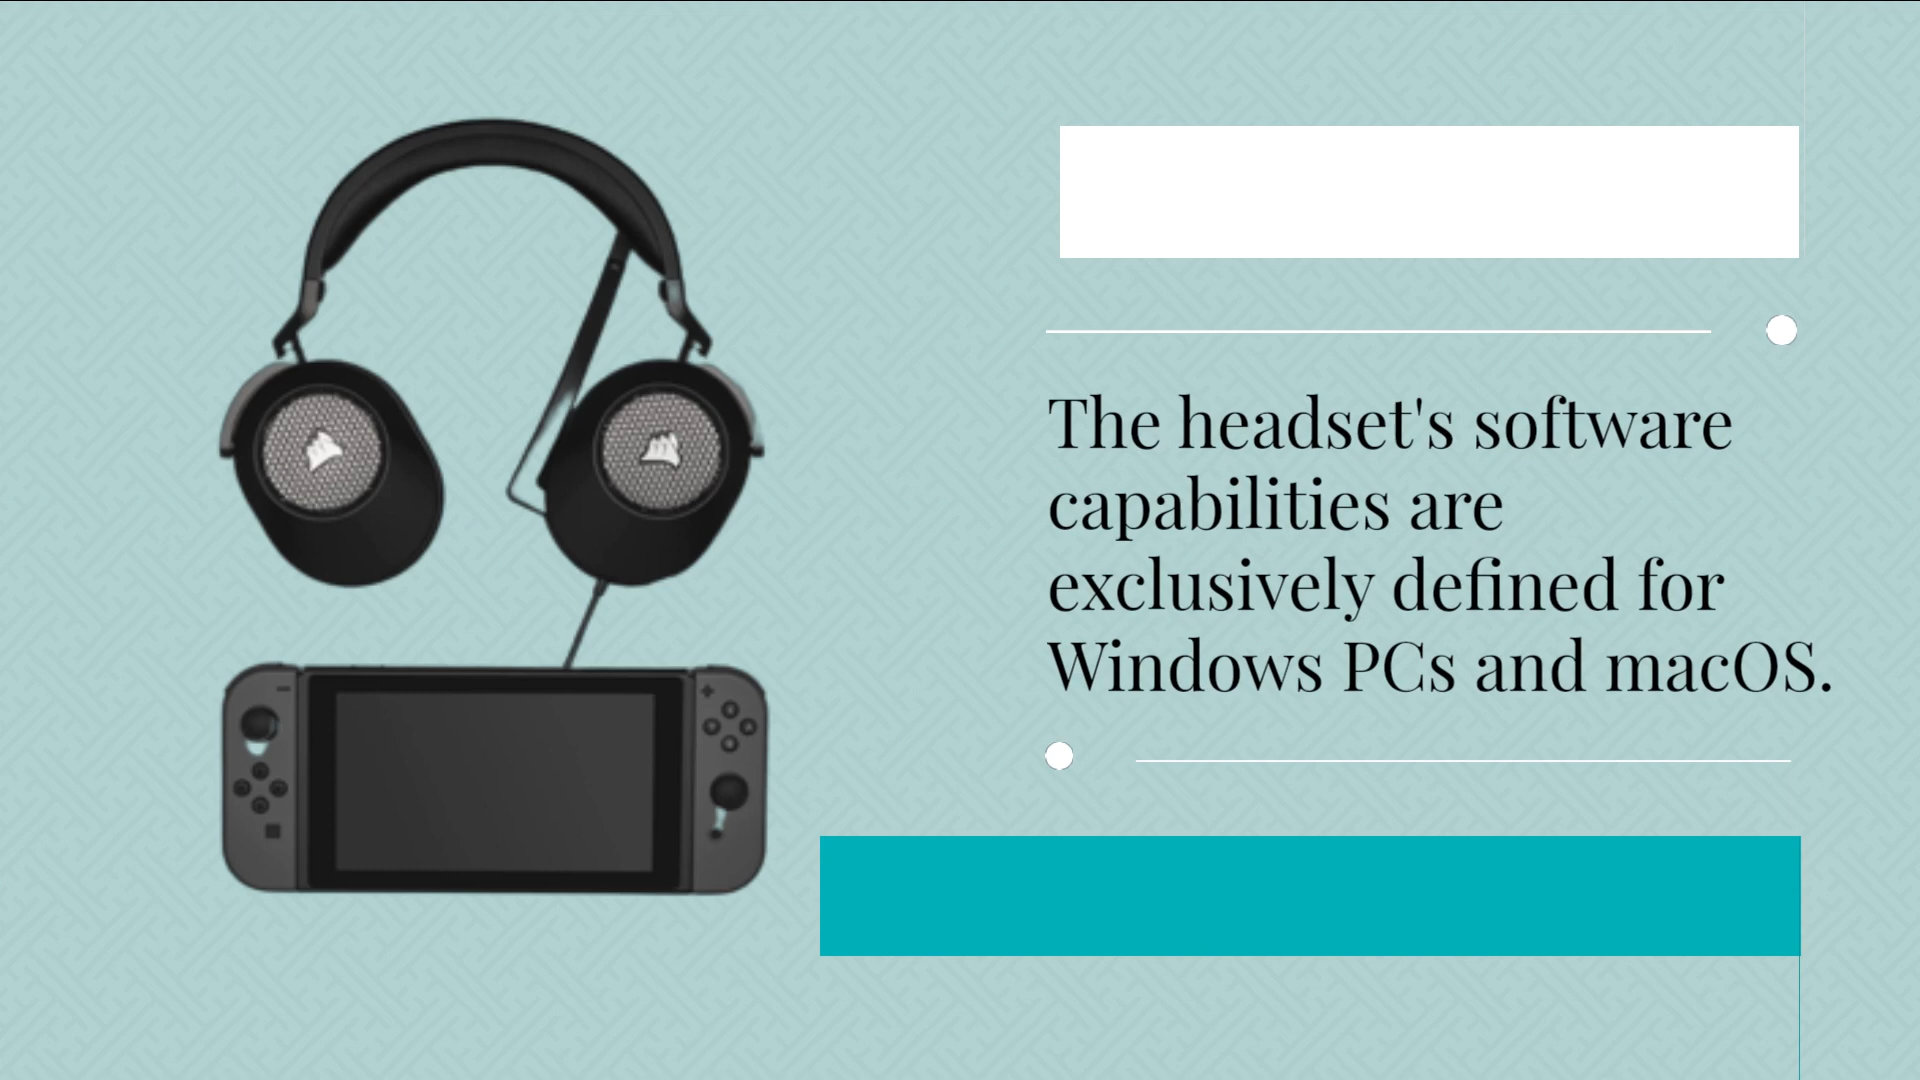 The headset's software
capabilities are
exclusively defined for
Windows PCs and macOS.